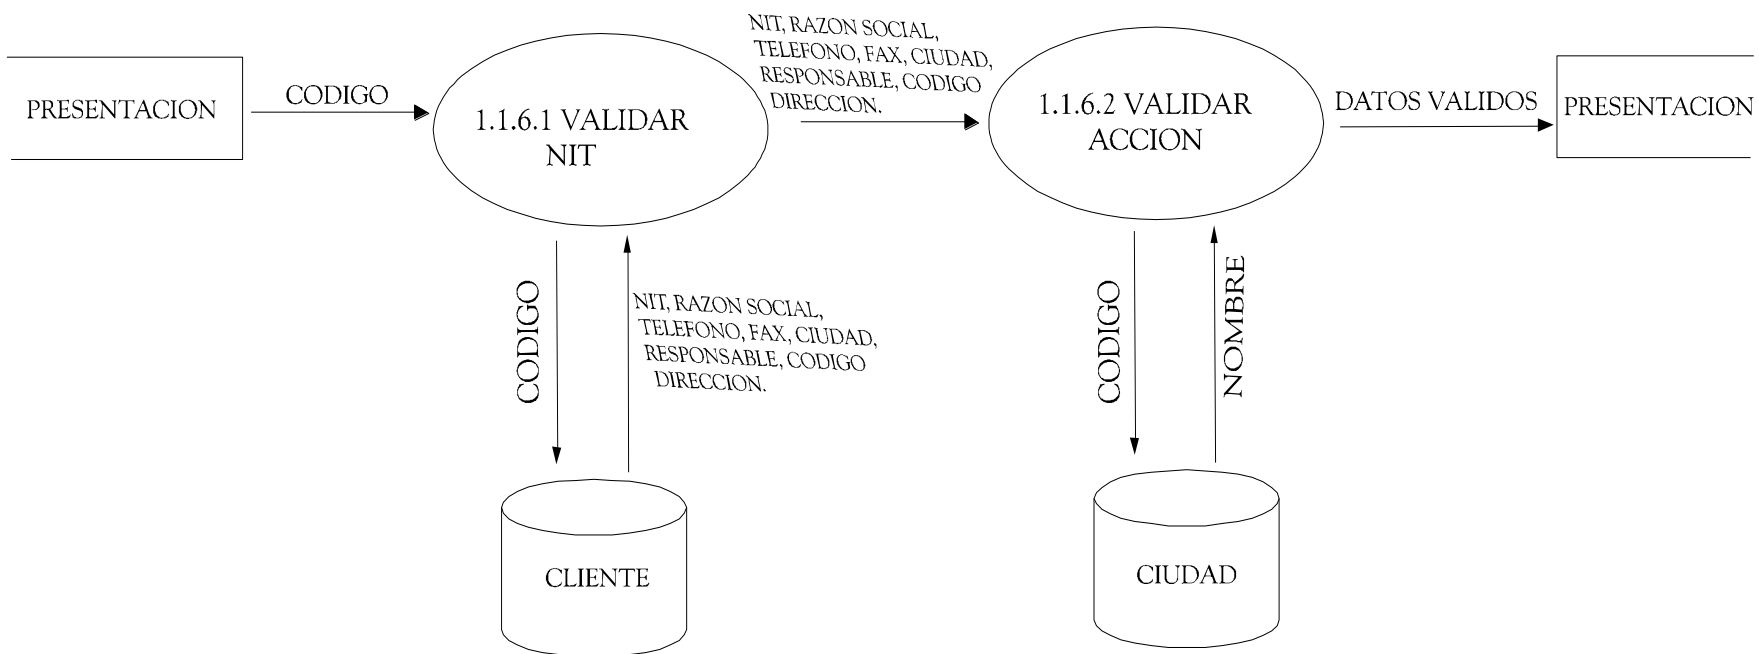 PRESENTACION
CODIGO
1.1.6.1 VALIDAR
NIT
NIT, RAZON SOCIAL,
TELEFONO, FAX, CIUDAD,
RESPONSABLE, CODIGO
DIRECCION.
1.1.6.2 VALIDAR
ACCION
DATOS VALIDOS
PRESENTACION
CODIGO
NIT, RAZON SOCIAL,
TELEFONO, FAX, CIUDAD,
RESPONSABLE, CODIGO
DIRECCION.
CODIGO
NOMBRE
CLIENTE
CIUDAD